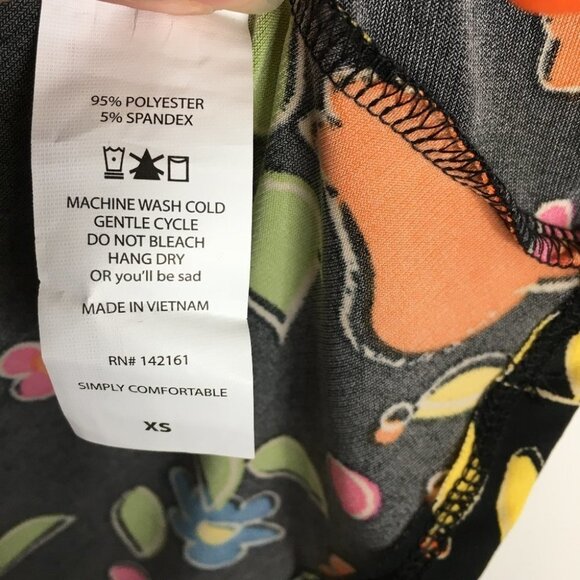 95% POLYESTER
5% SPANDEX
MACHINE WASH COLD
GENTLE CYCLE
DO NOT BLEACH
HANG DRY
OR you'll be sad
MADE IN VIETNAM
RN# 142161
SIMPLY COMFORTABLE
XS